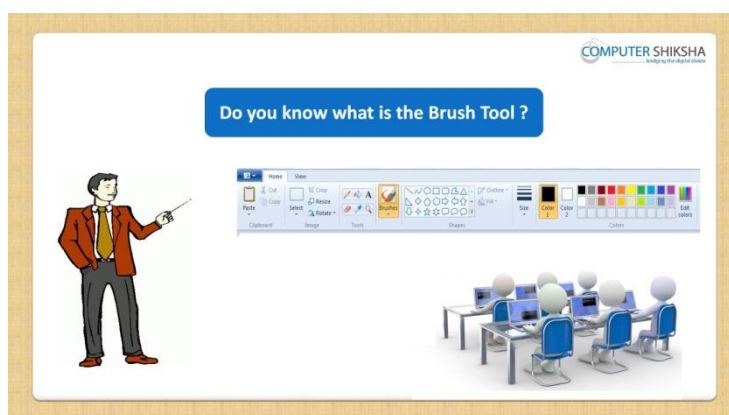 COMPUTER SHIKSHA
... bridging the digital divide
Do you know what is the Brush Tool ?
Home View
Cut Crop Outline
Copy Resize A Fill
Paste Select Rotate Brushes Size Color 1 Color 2 Edit colors
Clipboard Image Tools Shapes Colors